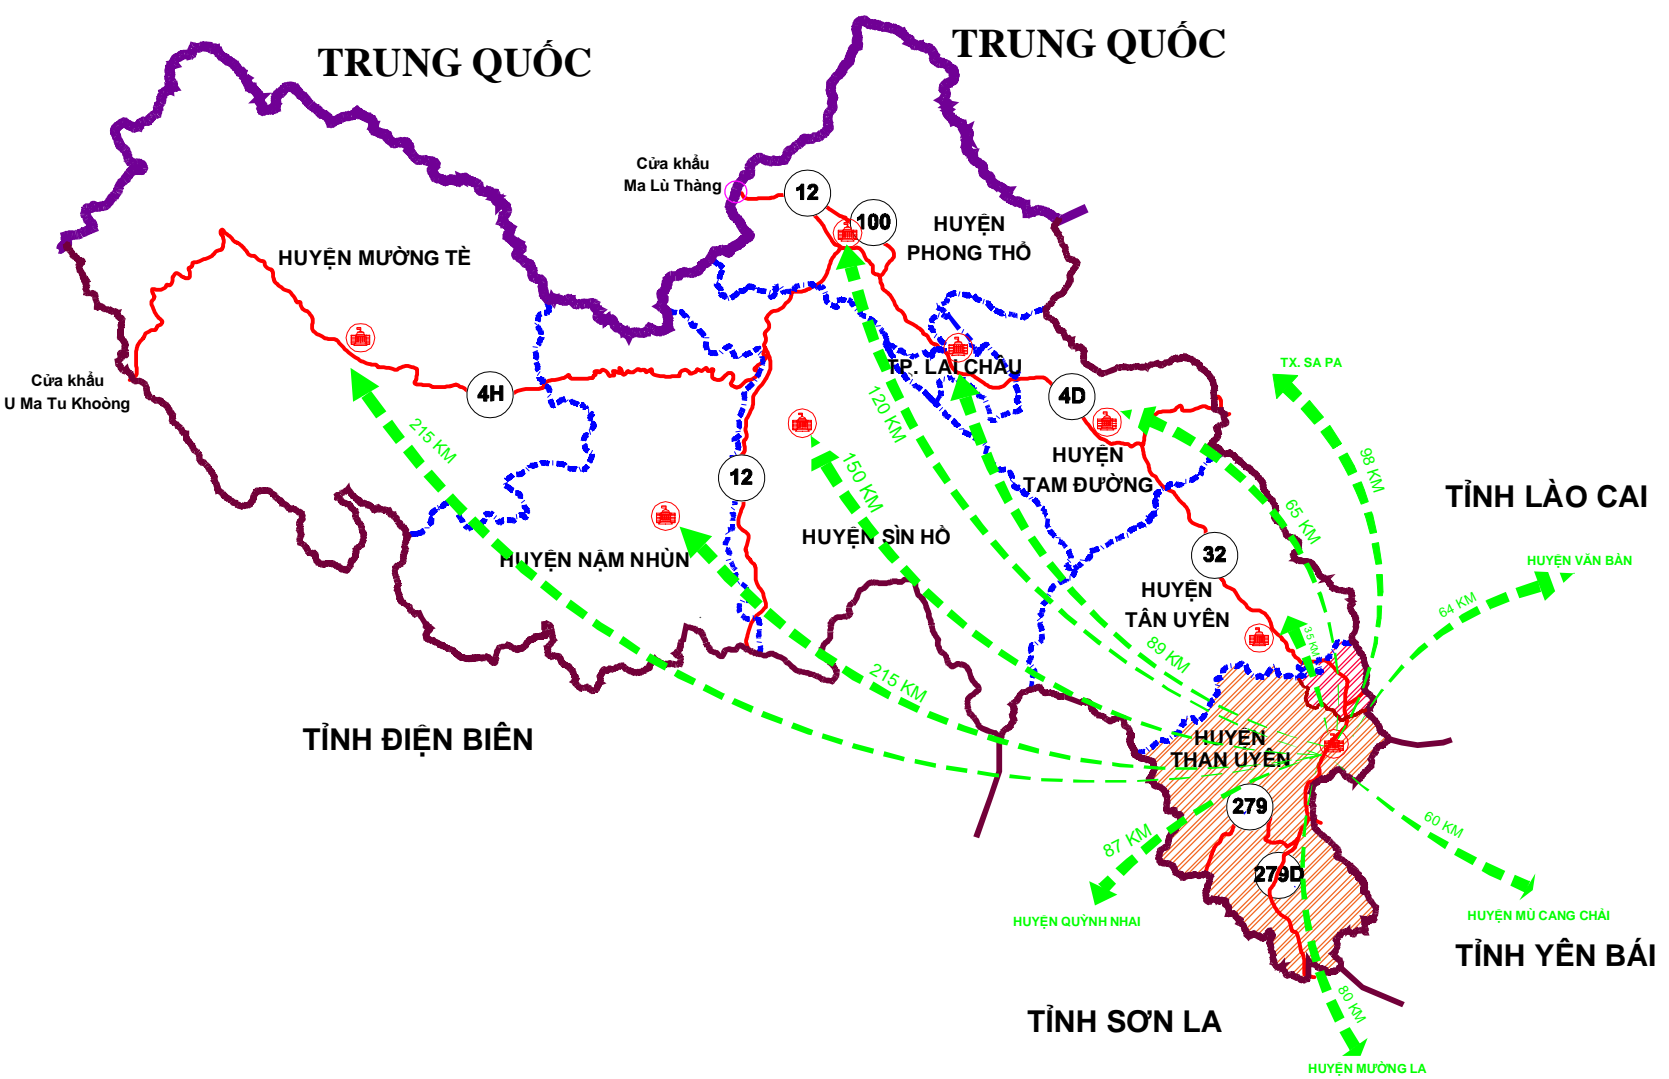 TRUNG QUỐC
TRUNG QUỐC
Cửa khẩu
Ma Lù Thàng
12
100
HUYỆN
PHONG THỔ
HUYỆN MƯỜNG TÈ
Cửa khẩu
U Ma Tu Khoòng
4H
TP. LAI CHÂU
4D
TX. SA PA
120 KM
215 KM
150 KM
98 KM
HUYỆN
TAM ĐƯỜNG
12
65 KM
TỈNH LÀO CAI
HUYỆN SÌN HỒ
HUYỆN NẬM NHÙN
32
HUYỆN VĂN BÀN
HUYỆN
TÂN UYÊN
64 KM
35 KM
89 KM
215 KM
TỈNH ĐIỆN BIÊN
HUYỆN
THAN UYÊN
279
60 KM
87 KM
279D
HUYỆN QUỲNH NHAI
HUYỆN MÙ CANG CHẢI
TỈNH YÊN BÁI
80 KM
TỈNH SƠN LA
HUYỆN MƯỜNG LA